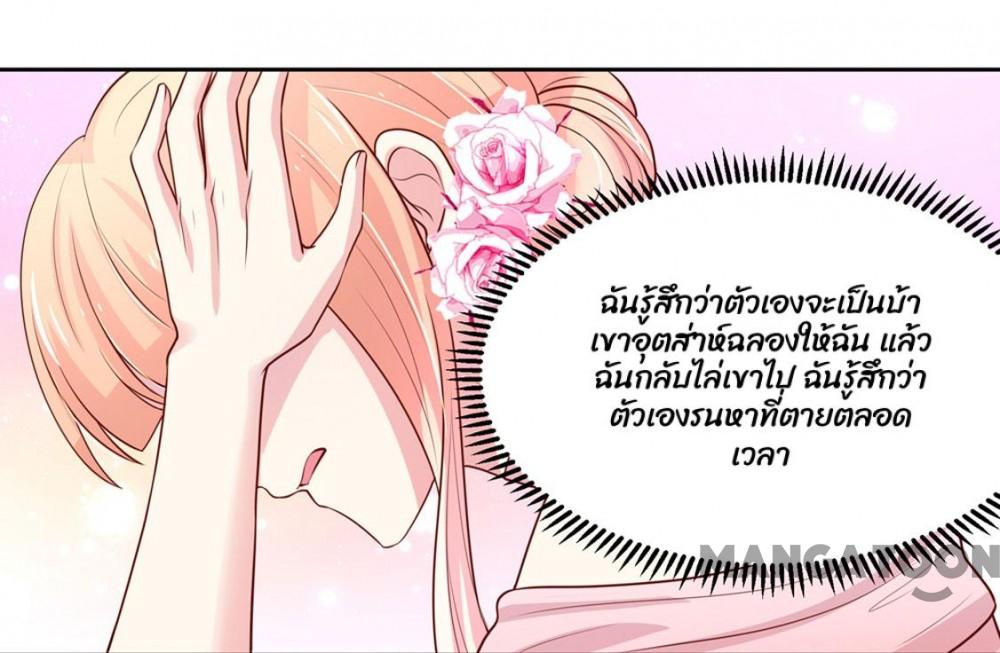 ฉันรู้สึกว่าตัวเองจะเป็นบ้า
เขาอุตส่าห์ฉลองให้ฉัน แล้ว
ฉันกลับไล่เขาไป ฉันรู้สึกว่า
ตัวเองรนหาที่ตายตลอด
เวลา
MANGATOON